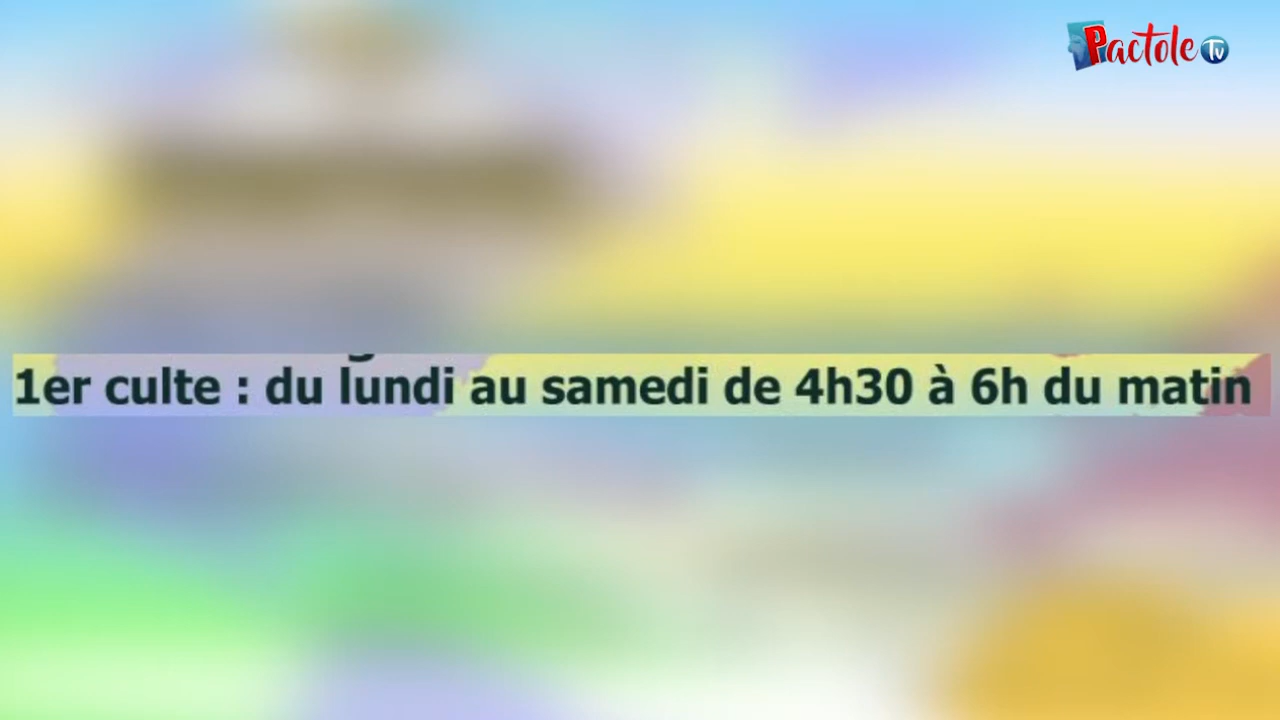 Pactole Tv
1er culte : du lundi au samedi de 4h30 à 6h du matin